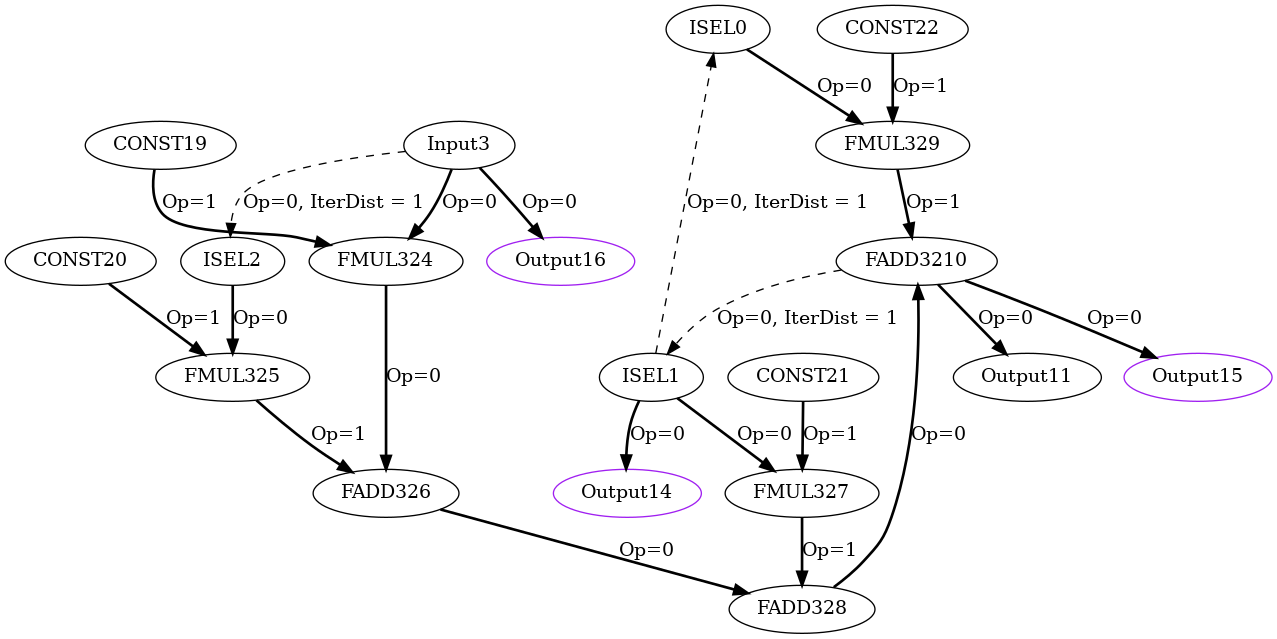 ISEL0
CONST22
Op=0
Op=1
CONST19
Input3
FMUL329
Op=1
Op=0, IterDist = 1
Op=0
Op=0
Op=0, IterDist = 1
Op=1
CONST20
ISEL2
FMUL324
Output16
FADD3210
Op=1
Op=0
Op=0, IterDist = 1
Op=0
Op=0
FMUL325
Op=0
ISEL1
CONST21
Output11
Output15
Op=1
Op=0
Op=0
Op=1
Op=0
FADD326
Output14
FMUL327
Op=0
Op=1
FADD328